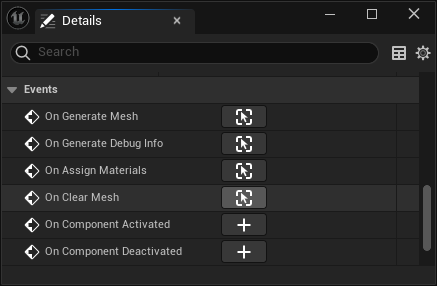 Details
Search
Events
On Generate Mesh
On Generate Debug Info
On Assign Materials
On Clear Mesh
On Component Activated
On Component Deactivated